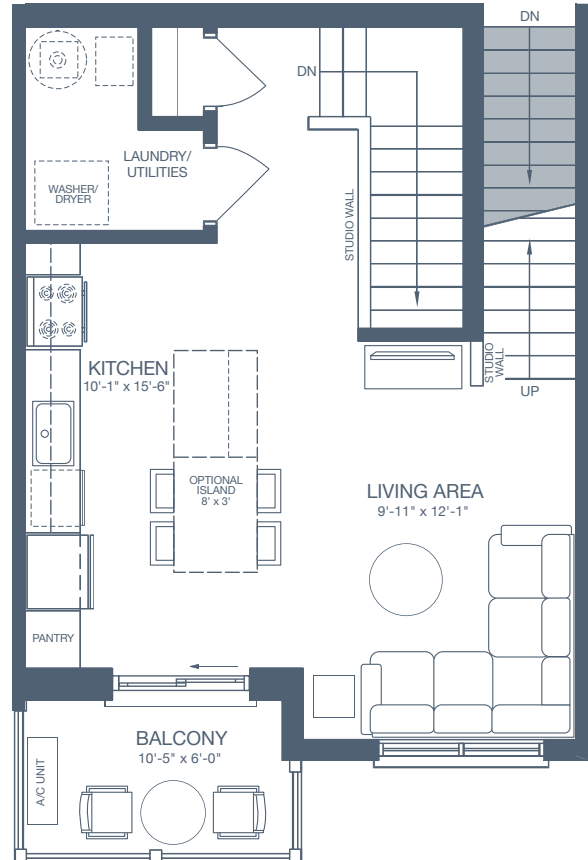 DN
DN
LAUNDRY/
UTILITIES
WASHER/
DRYER
STUDIO WALL
STUDIO
WALL
UP
KITCHEN
10'-1" x 15'-6"
OPTIONAL
ISLAND
8' x 3'
LIVING AREA
9'-11" x 12'-1"
PANTRY
BALCONY
10'-5" x 6'-0"
A/C UNIT